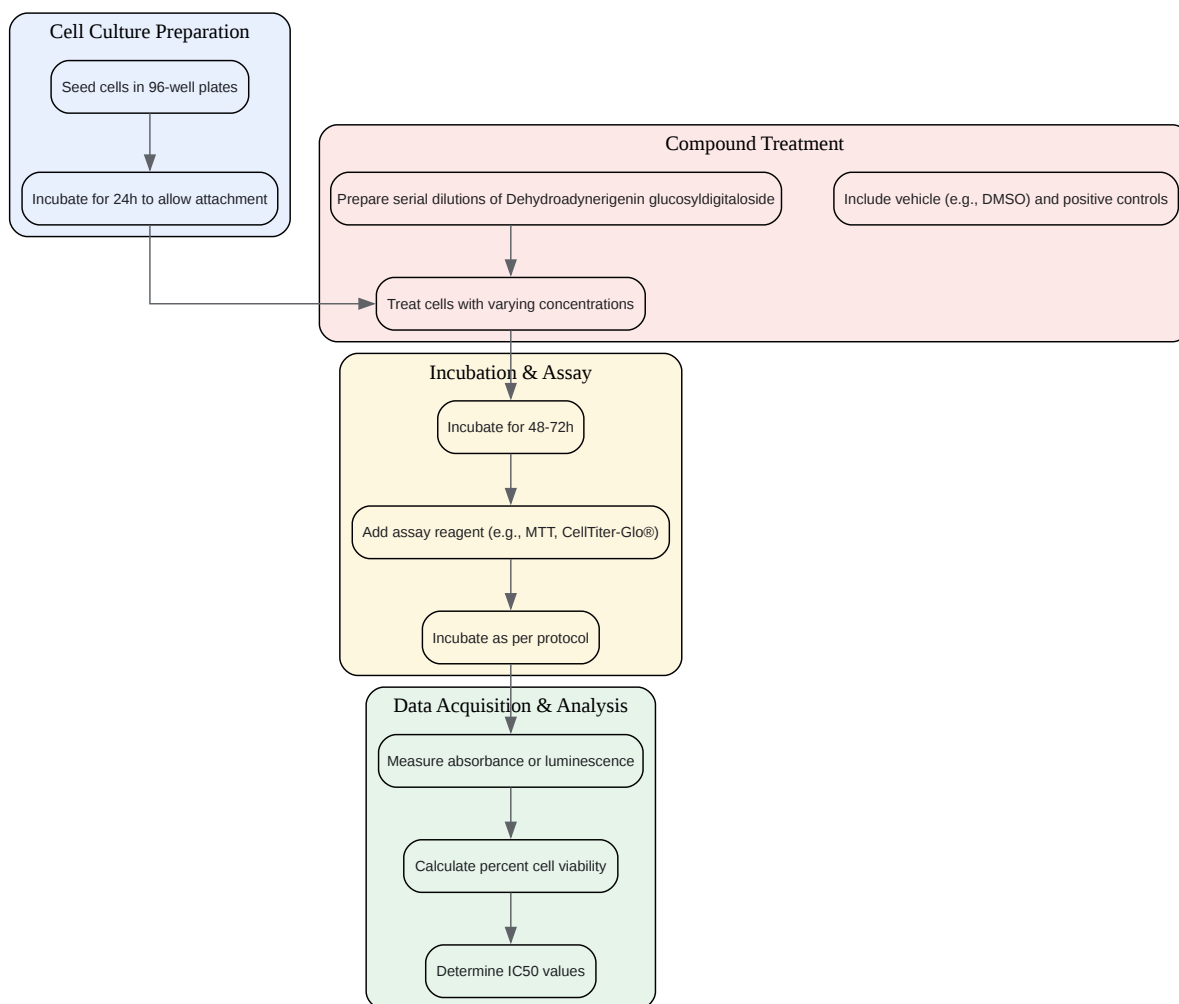 Cell Culture Preparation
Seed cells in 96-well plates
Incubate for 24h to allow attachment
Compound Treatment
Prepare serial dilutions of Dehydroadynerigenin glucosyldigitaloside
Include vehicle (e.g., DMSO) and positive controls
Treat cells with varying concentrations
Incubation & Assay
Incubate for 48-72h
Add assay reagent (e.g., MTT, CellTiter-Glo®)
Incubate as per protocol
Data Acquisition & Analysis
Measure absorbance or luminescence
Calculate percent cell viability
Determine IC50 values